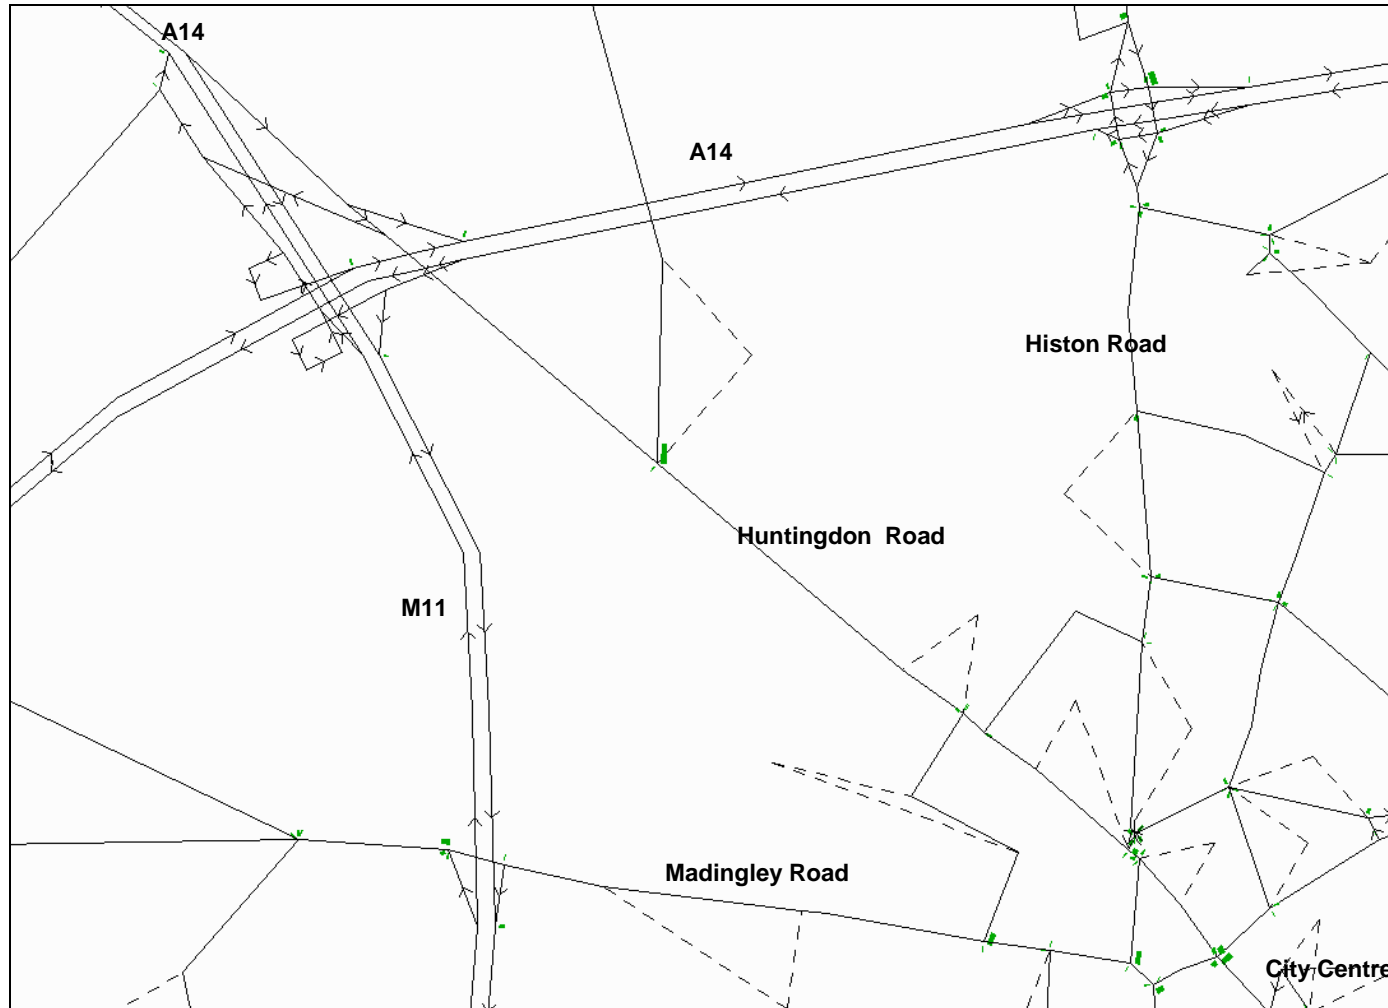 A14
A14
Histon Road
Huntingdon  Road
M11
Madingley Road
City Centre